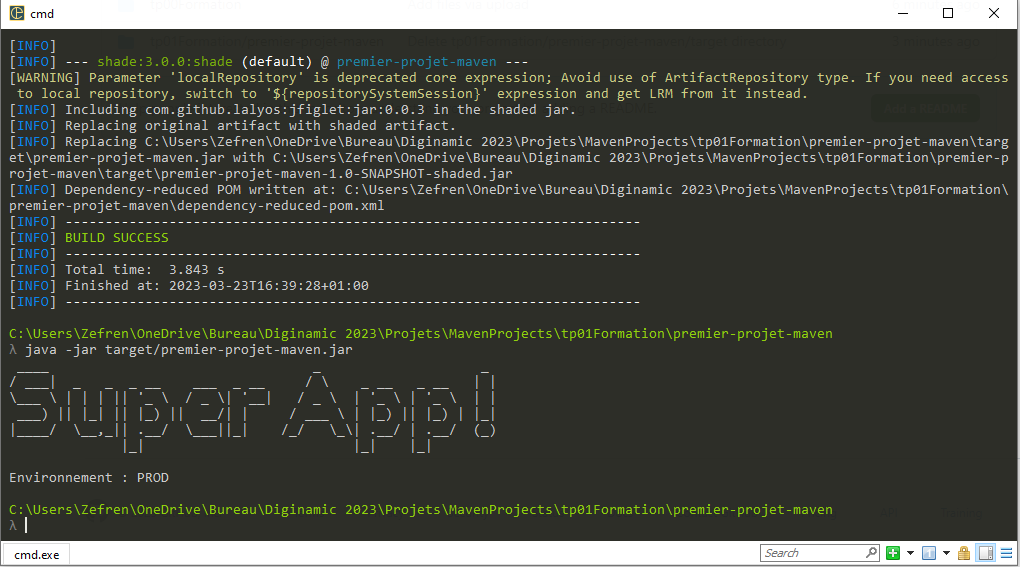 cmd
[INFO]
[INFO] --- shade:3.0.0:shade (default) @ premier-projet-maven ---
[WARNING] Parameter 'localRepository' is deprecated core expression; Avoid use of ArtifactRepository type. If you need access
to local repository, switch to '${repositorySystemSession}' expression and get LRM from it instead.
[INFO] Including com.github.lalyos:jfiglet:jar:0.0.3 in the shaded jar.
[INFO] Replacing original artifact with shaded artifact.
[INFO] Replacing C:\Users\Zefren\OneDrive\Bureau\Diginamic 2023\Projets\MavenProjects\tp01Formation\premier-projet-maven\targ
et\premier-projet-maven.jar with C:\Users\Zefren\OneDrive\Bureau\Diginamic 2023\Projets\MavenProjects\tp01Formation\premier-p
rojet-maven\target\premier-projet-maven-1.0-SNAPSHOT-shaded.jar
[INFO] Dependency-reduced POM written at: C:\Users\Zefren\OneDrive\Bureau\Diginamic 2023\Projets\MavenProjects\tp01Formation\
premier-projet-maven\dependency-reduced-pom.xml
[INFO] ------------------------------------------------------------------------
[INFO] BUILD SUCCESS
[INFO] ------------------------------------------------------------------------
[INFO] Total time:  3.843 s
[INFO] Finished at: 2023-03-23T16:39:28+01:00
[INFO] ------------------------------------------------------------------------
C:\Users\Zefren\OneDrive\Bureau\Diginamic 2023\Projets\MavenProjects\tp01Formation\premier-projet-maven
λ java -jar target/premier-projet-maven.jar
Super App!
Environnement : PROD
C:\Users\Zefren\OneDrive\Bureau\Diginamic 2023\Projets\MavenProjects\tp01Formation\premier-projet-maven
λ
cmd.exe
Search